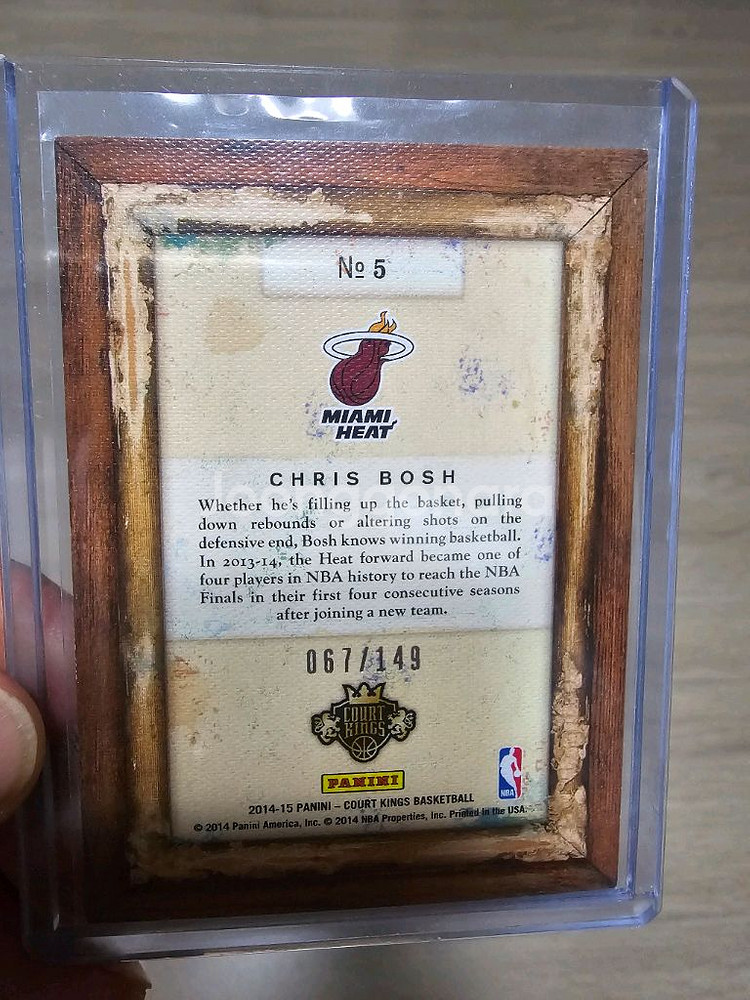 № 5
MIAMI
HEAT
CHRIS BOSH
Whether he's filling up the basket, pulling
down rebounds or altering shots on the
defensive end, Bosh knows winning basketball.
In 2013-14, the Heat forward became one of
four players in NBA history to reach the NBA
Finals in their first four consecutive seasons
after joining a new team.
067/149
COURT
KINGS
PANINI
NBA
2014-15 PANINI – COURT KINGS BASKETBALL
© 2014 Panini America, Inc. © 2014 NBA Properties, Inc. Printed in the USA.